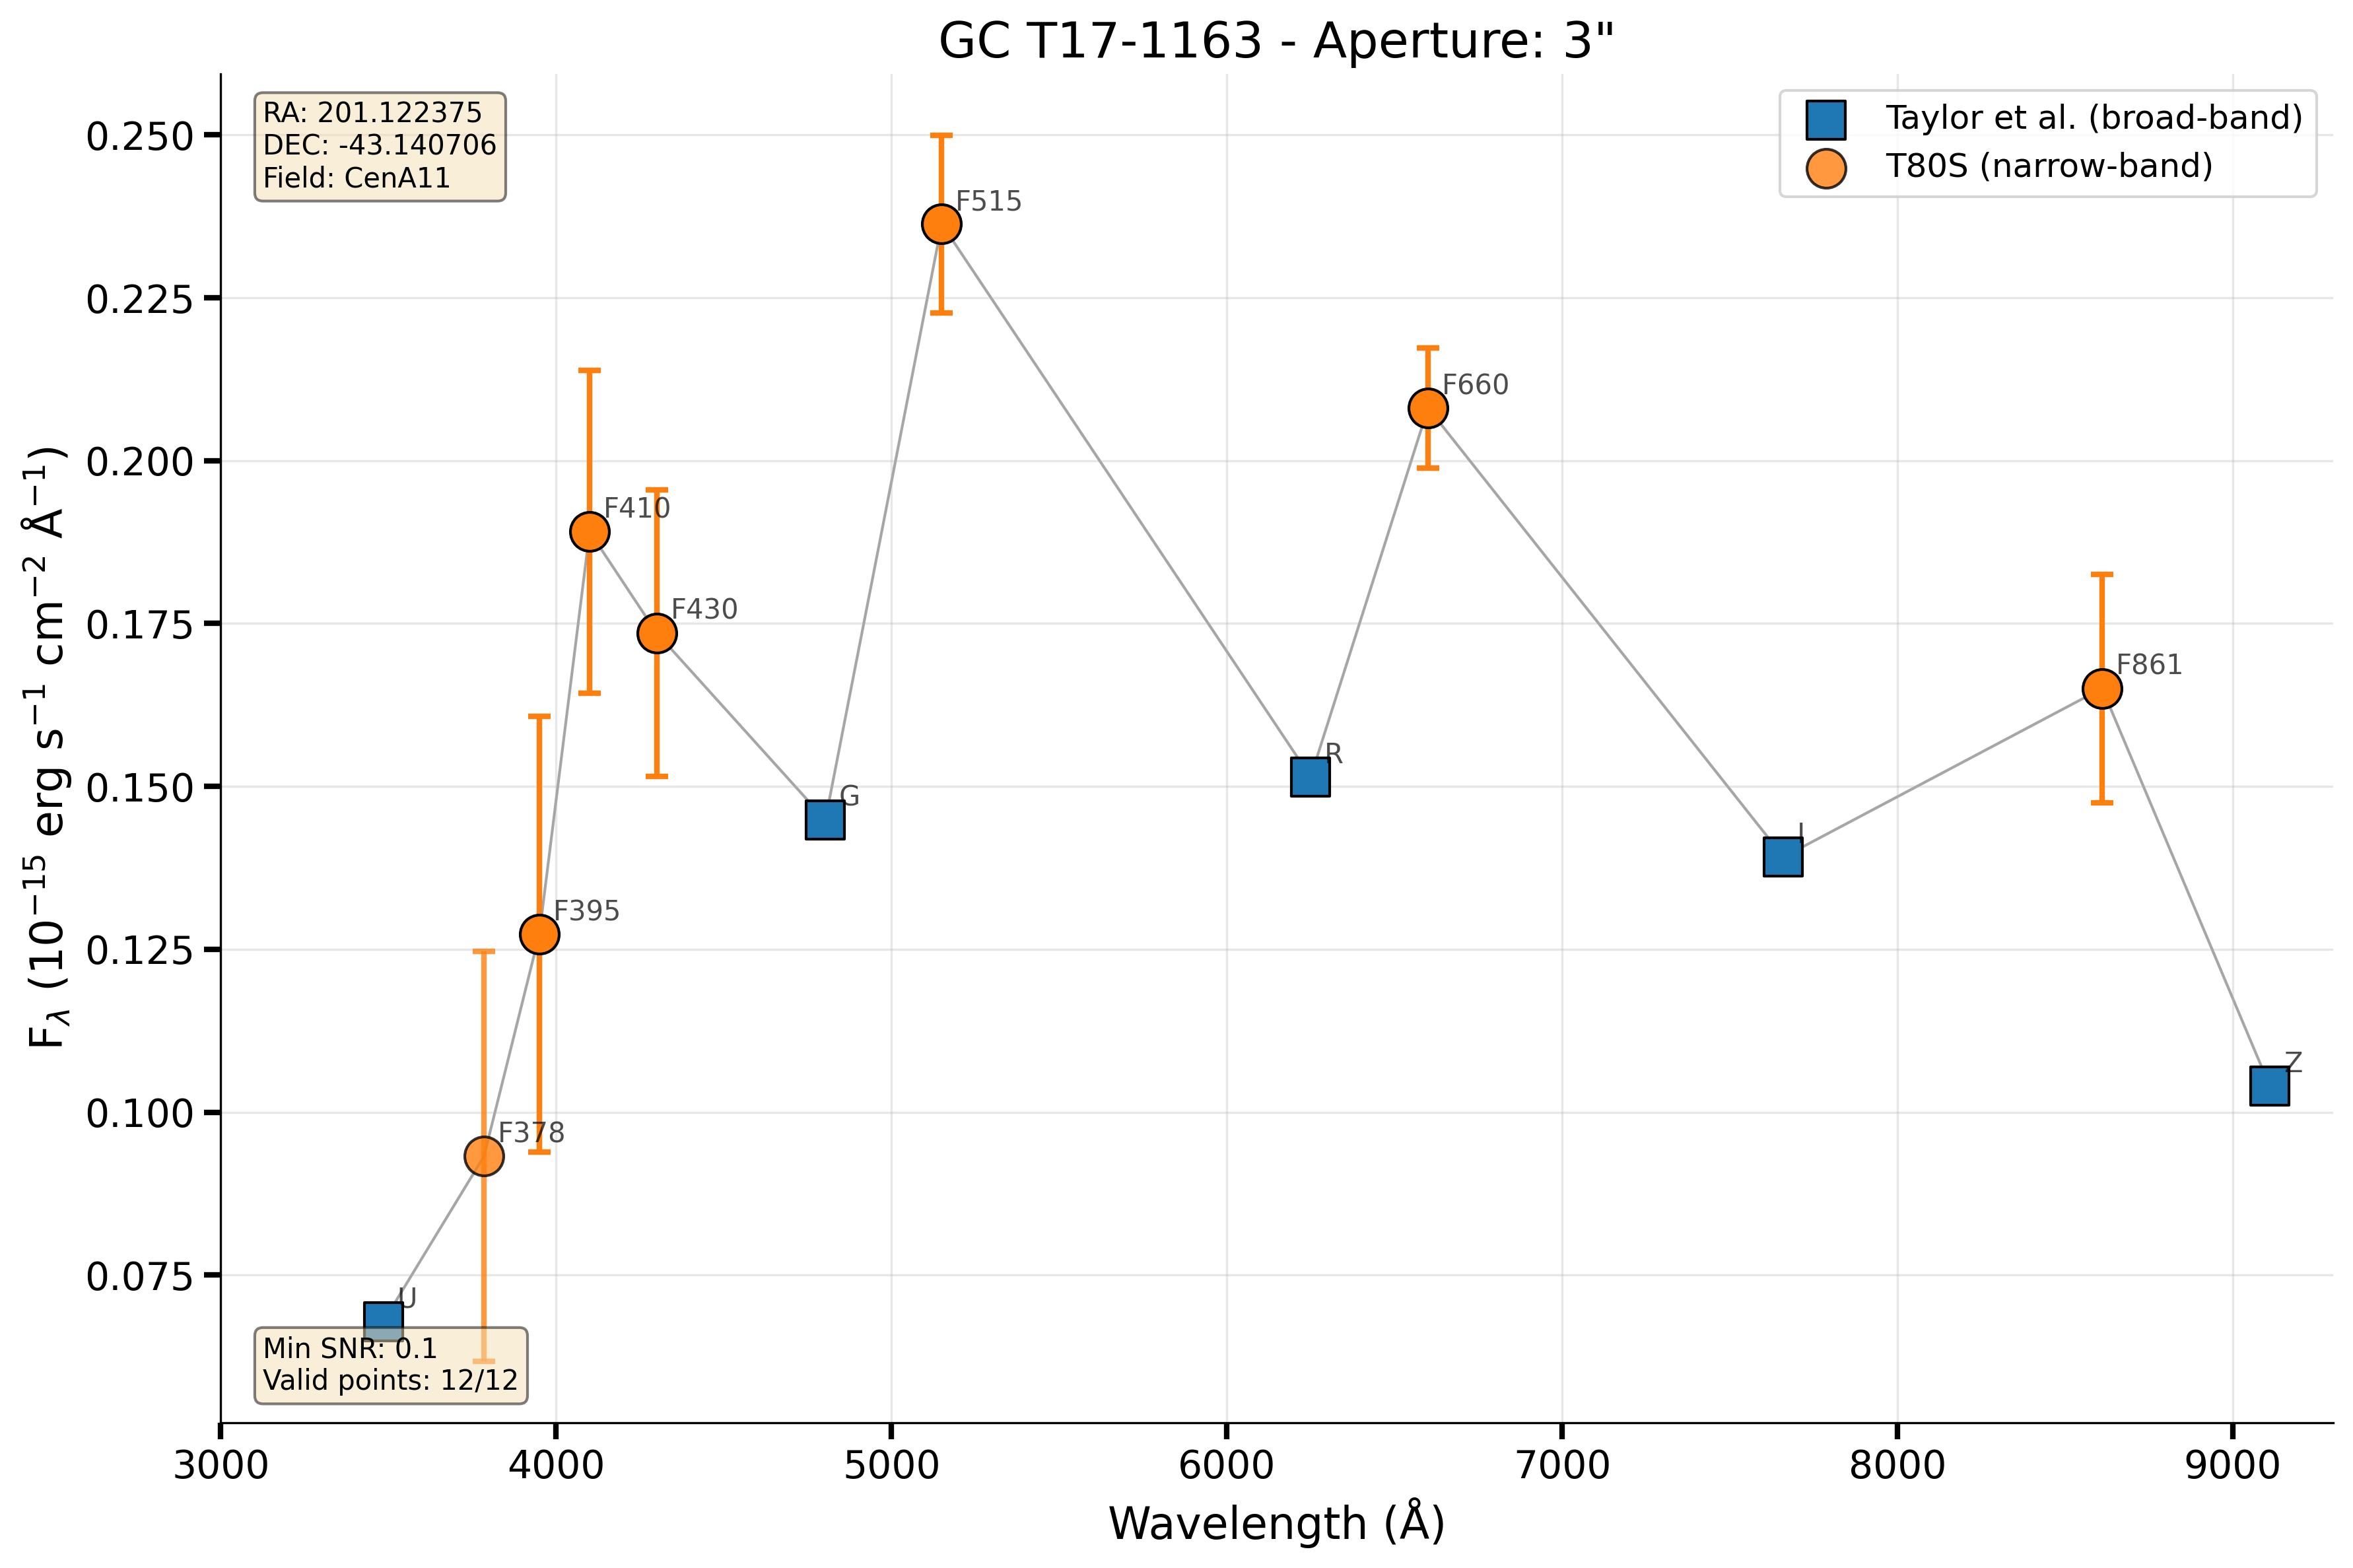 GC T17-1163 - Aperture: 3"
RA: 201.122375
DEC: -43.140706
Field: CenA11
Taylor et al. (broad-band)
T80S (narrow-band)
F_λ (10⁻¹⁵ erg s⁻¹ cm⁻² Å⁻¹)
0.250
0.225
0.200
0.175
0.150
0.125
0.100
0.075
F515
F660
F410
F430
F861
R
G
I
F395
F378
Z
U
Min SNR: 0.1
Valid points: 12/12
3000
4000
5000
6000
7000
8000
9000
Wavelength (Å)